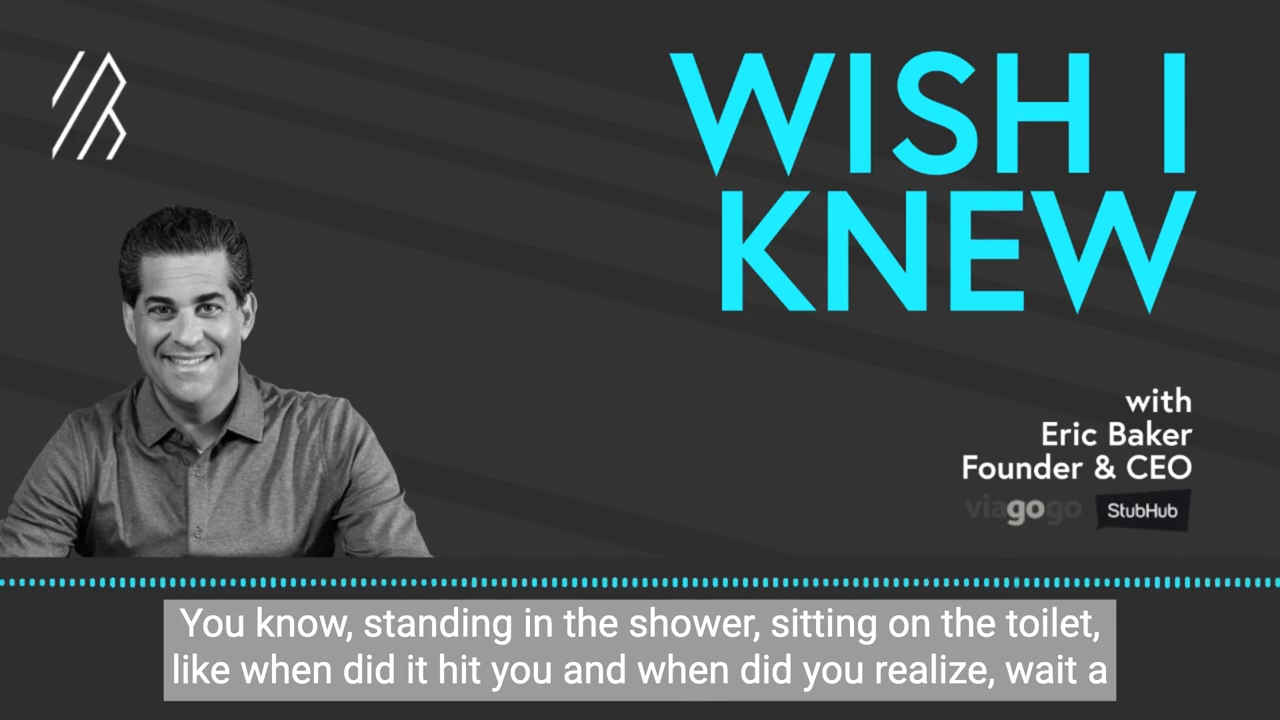 WISH I
KNEW
with
Eric Baker
Founder & CEO
viagogo StubHub
You know, standing in the shower, sitting on the toilet,
like when did it hit you and when did you realize, wait a